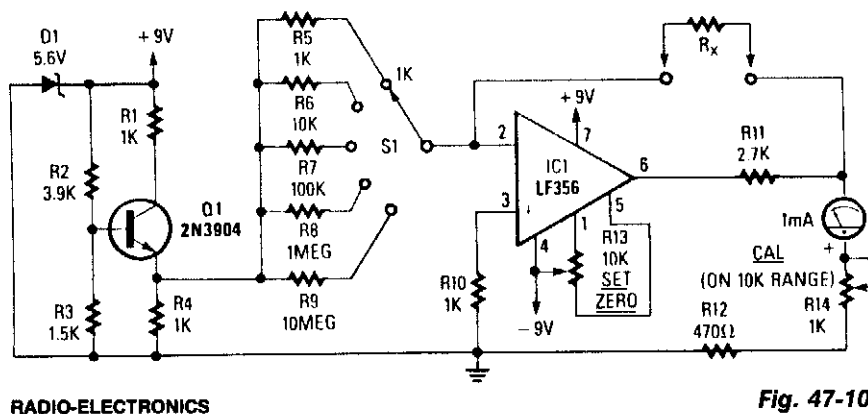 D1
5.6V
+ 9V
R1
1K
R2
3.9K
Q1
2N3904
R3
1.5K
R4
1K
R5
1K
R6
10K
R7
100K
R8
1MEG
R9
10MEG
1K
S1
+ 9V
2
7
IC1
LF356
6
3
4
1
5
R13
10K
SET
ZERO
R10
1K
− 9V
Rx
R11
2.7K
1mA
+
CAL
(ON 10K RANGE)
R12
470Ω
R14
1K
RADIO-ELECTRONICS
Fig. 47-10